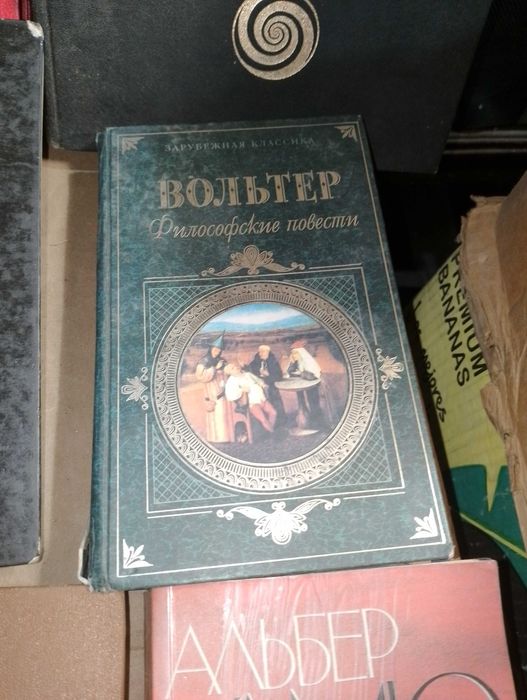 ЗАРУБЕЖНАЯ КЛАССИКА
ВОЛЬТЕР
Философские повести
PREMIUM
BANANAS
АЛЬБЕР